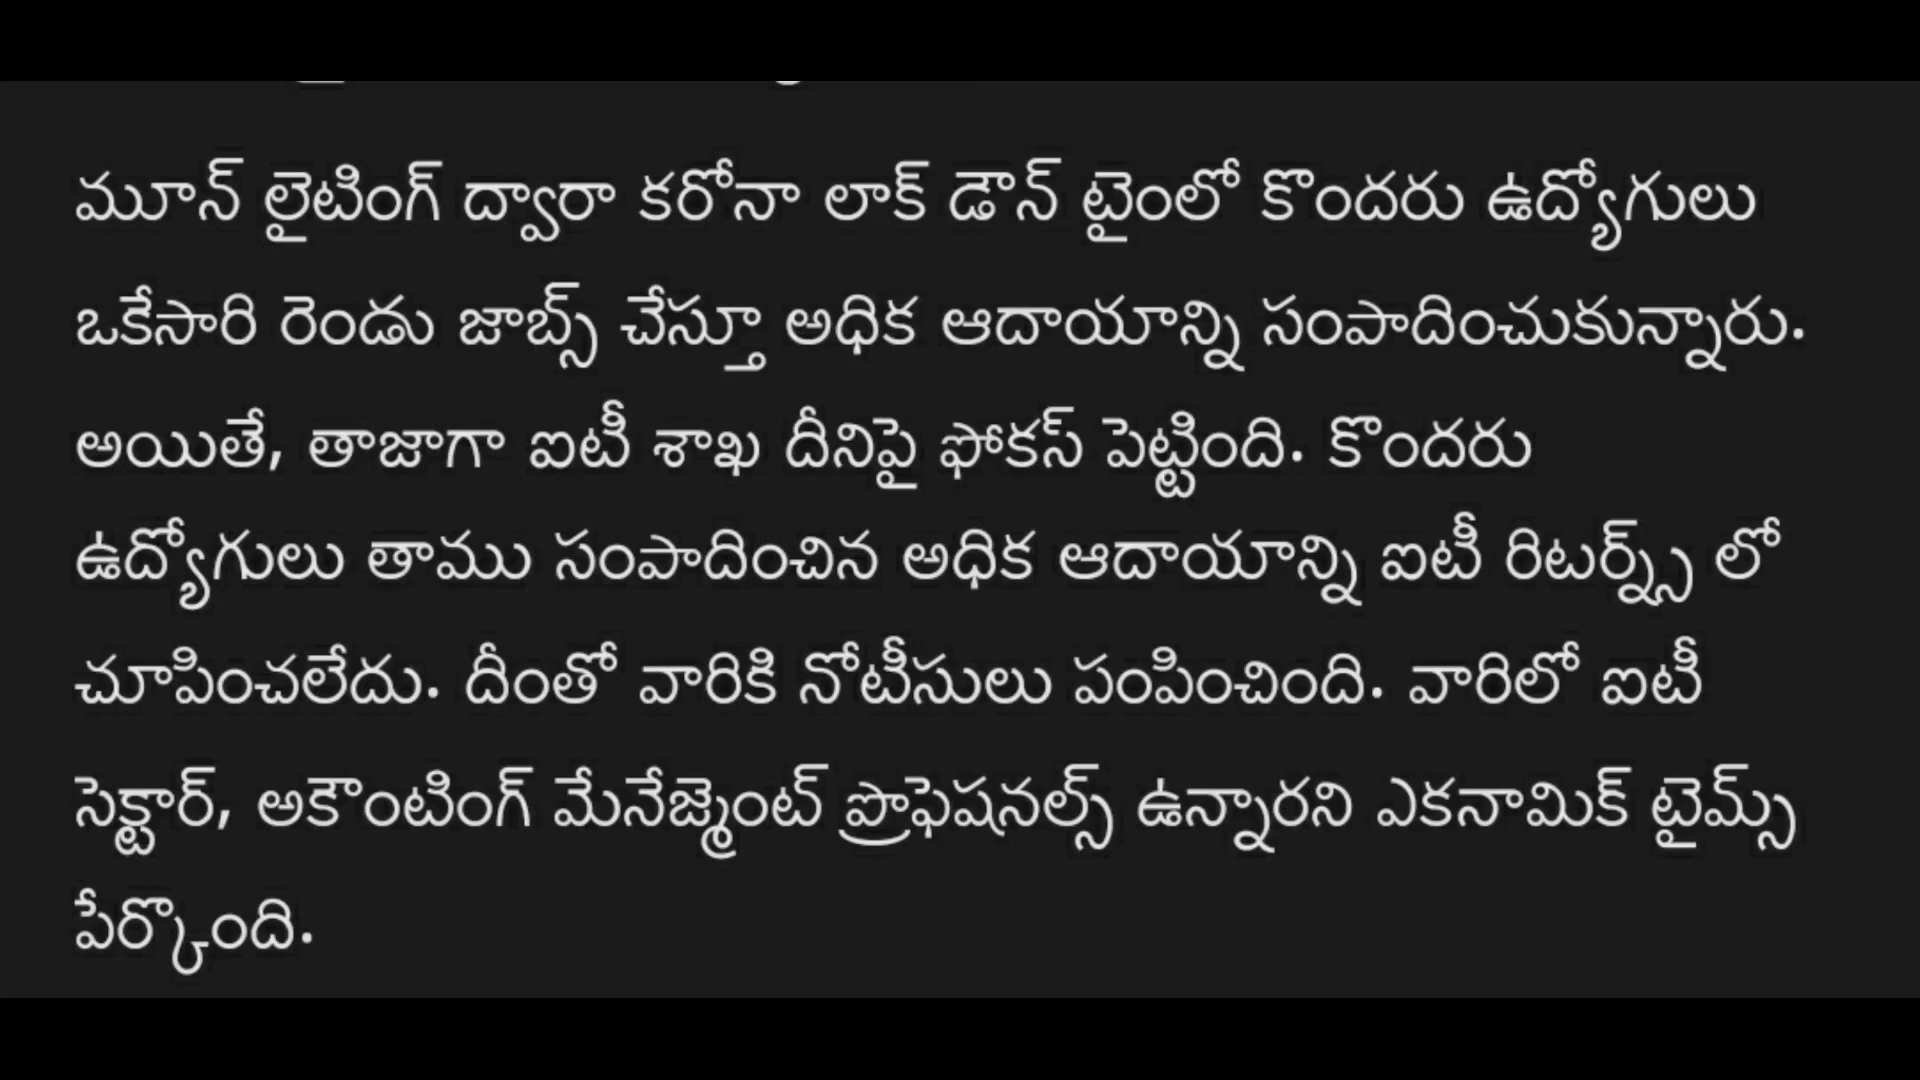 మూన్ లైటింగ్ ద్వారా కరోనా లాక్ డౌన్ టైంలో కొందరు ఉద్యోగులు
ఒకేసారి రెండు జాబ్స్ చేస్తూ అధిక ఆదాయాన్ని సంపాదించుకున్నారు.
అయితే, తాజాగా ఐటీ శాఖ దీనిపై ఫోకస్ పెట్టింది. కొందరు
ఉద్యోగులు తాము సంపాదించిన అధిక ఆదాయాన్ని ఐటీ రిటర్న్స్ లో
చూపించలేదు. దీంతో వారికి నోటీసులు పంపించింది. వారిలో ఐటీ
సెక్టార్, అకౌంటింగ్ మేనేజ్మెంట్ ప్రొఫెషనల్స్ ఉన్నారని ఎకనామిక్ టైమ్స్
పేర్కొంది.